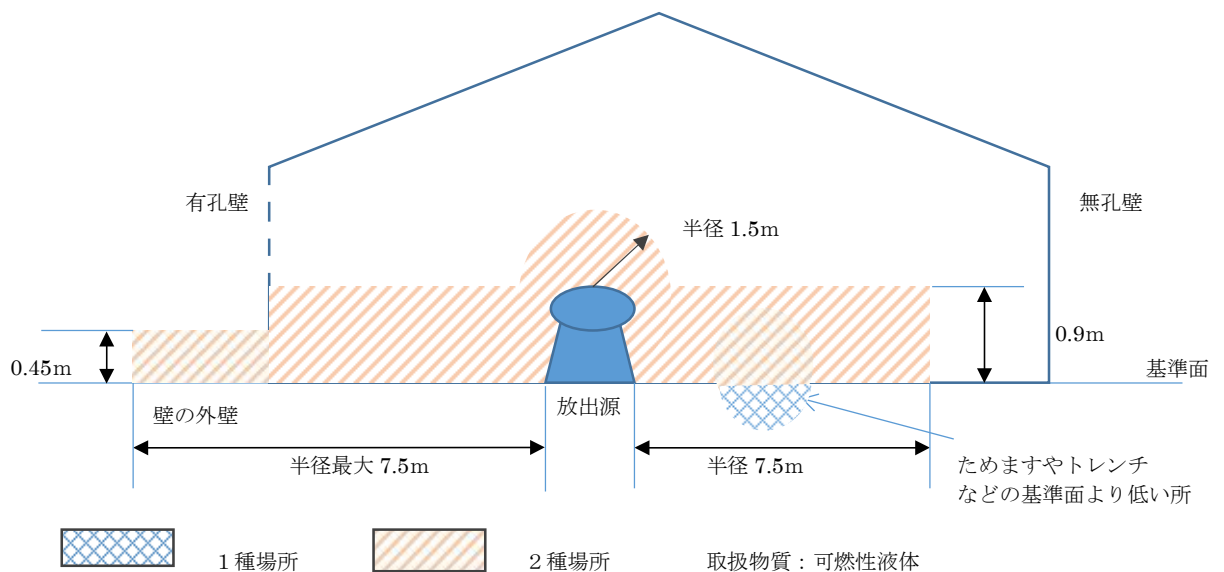 有孔壁
無孔壁
半径 1.5m
0.9m
0.45m
基準面
壁の外壁
放出源
半径最大 7.5m
半径 7.5m
ためますやトレンチ
などの基準面より低い所
１種場所
２種場所
取扱物質：可燃性液体